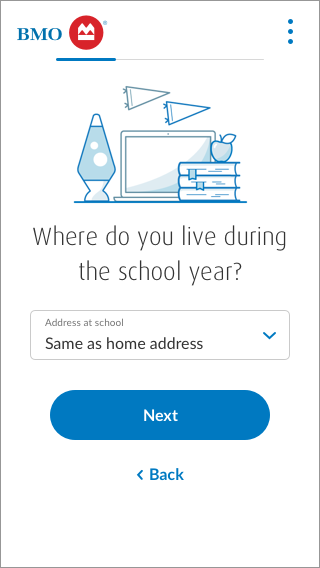 BMO
Where do you live during
the school year?
Address at school
Same as home address
Next
Back